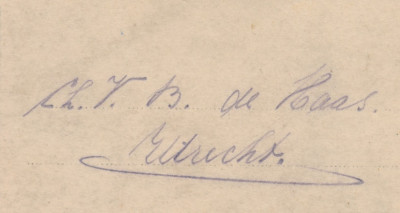 Ch. V. B. de Haas.
Utrecht.